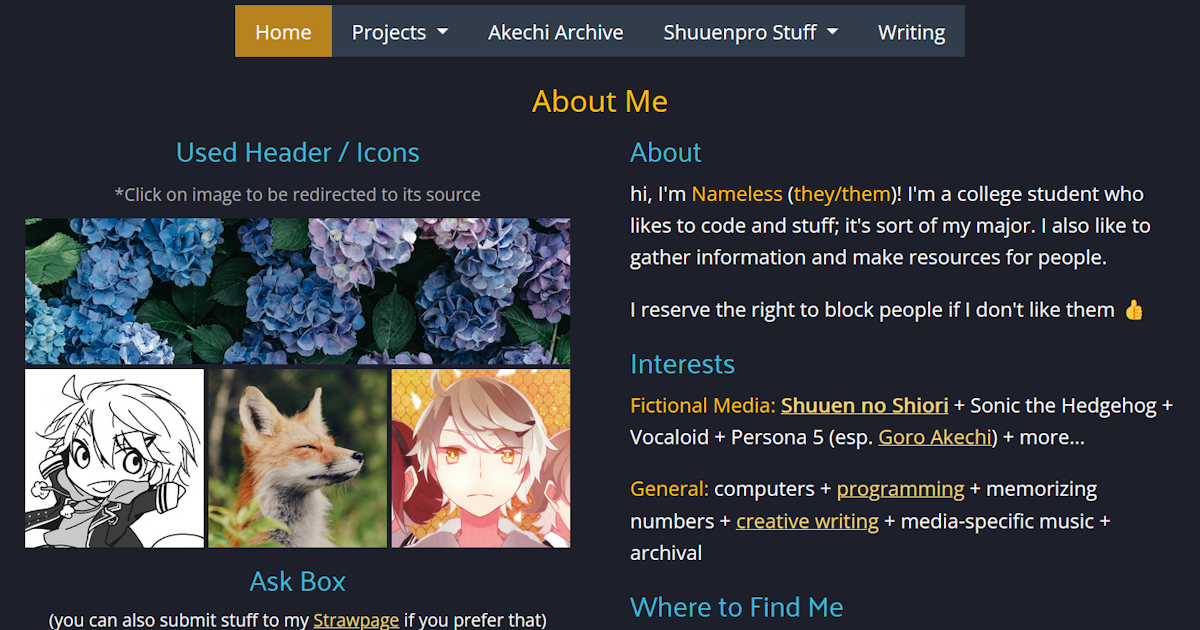 Home Projects Akechi Archive Shuuenpro Stuff Writing
About Me
Used Header / Icons
*Click on image to be redirected to its source
Ask Box
(you can also submit stuff to my Strawpage if you prefer that)
About
hi, I'm Nameless (they/them)! I'm a college student who
likes to code and stuff; it's sort of my major. I also like to
gather information and make resources for people.
I reserve the right to block people if I don't like them 👍
Interests
Fictional Media: Shuuen no Shiori + Sonic the Hedgehog +
Vocaloid + Persona 5 (esp. Goro Akechi) + more...
General: computers + programming + memorizing
numbers + creative writing + media-specific music +
archival
Where to Find Me